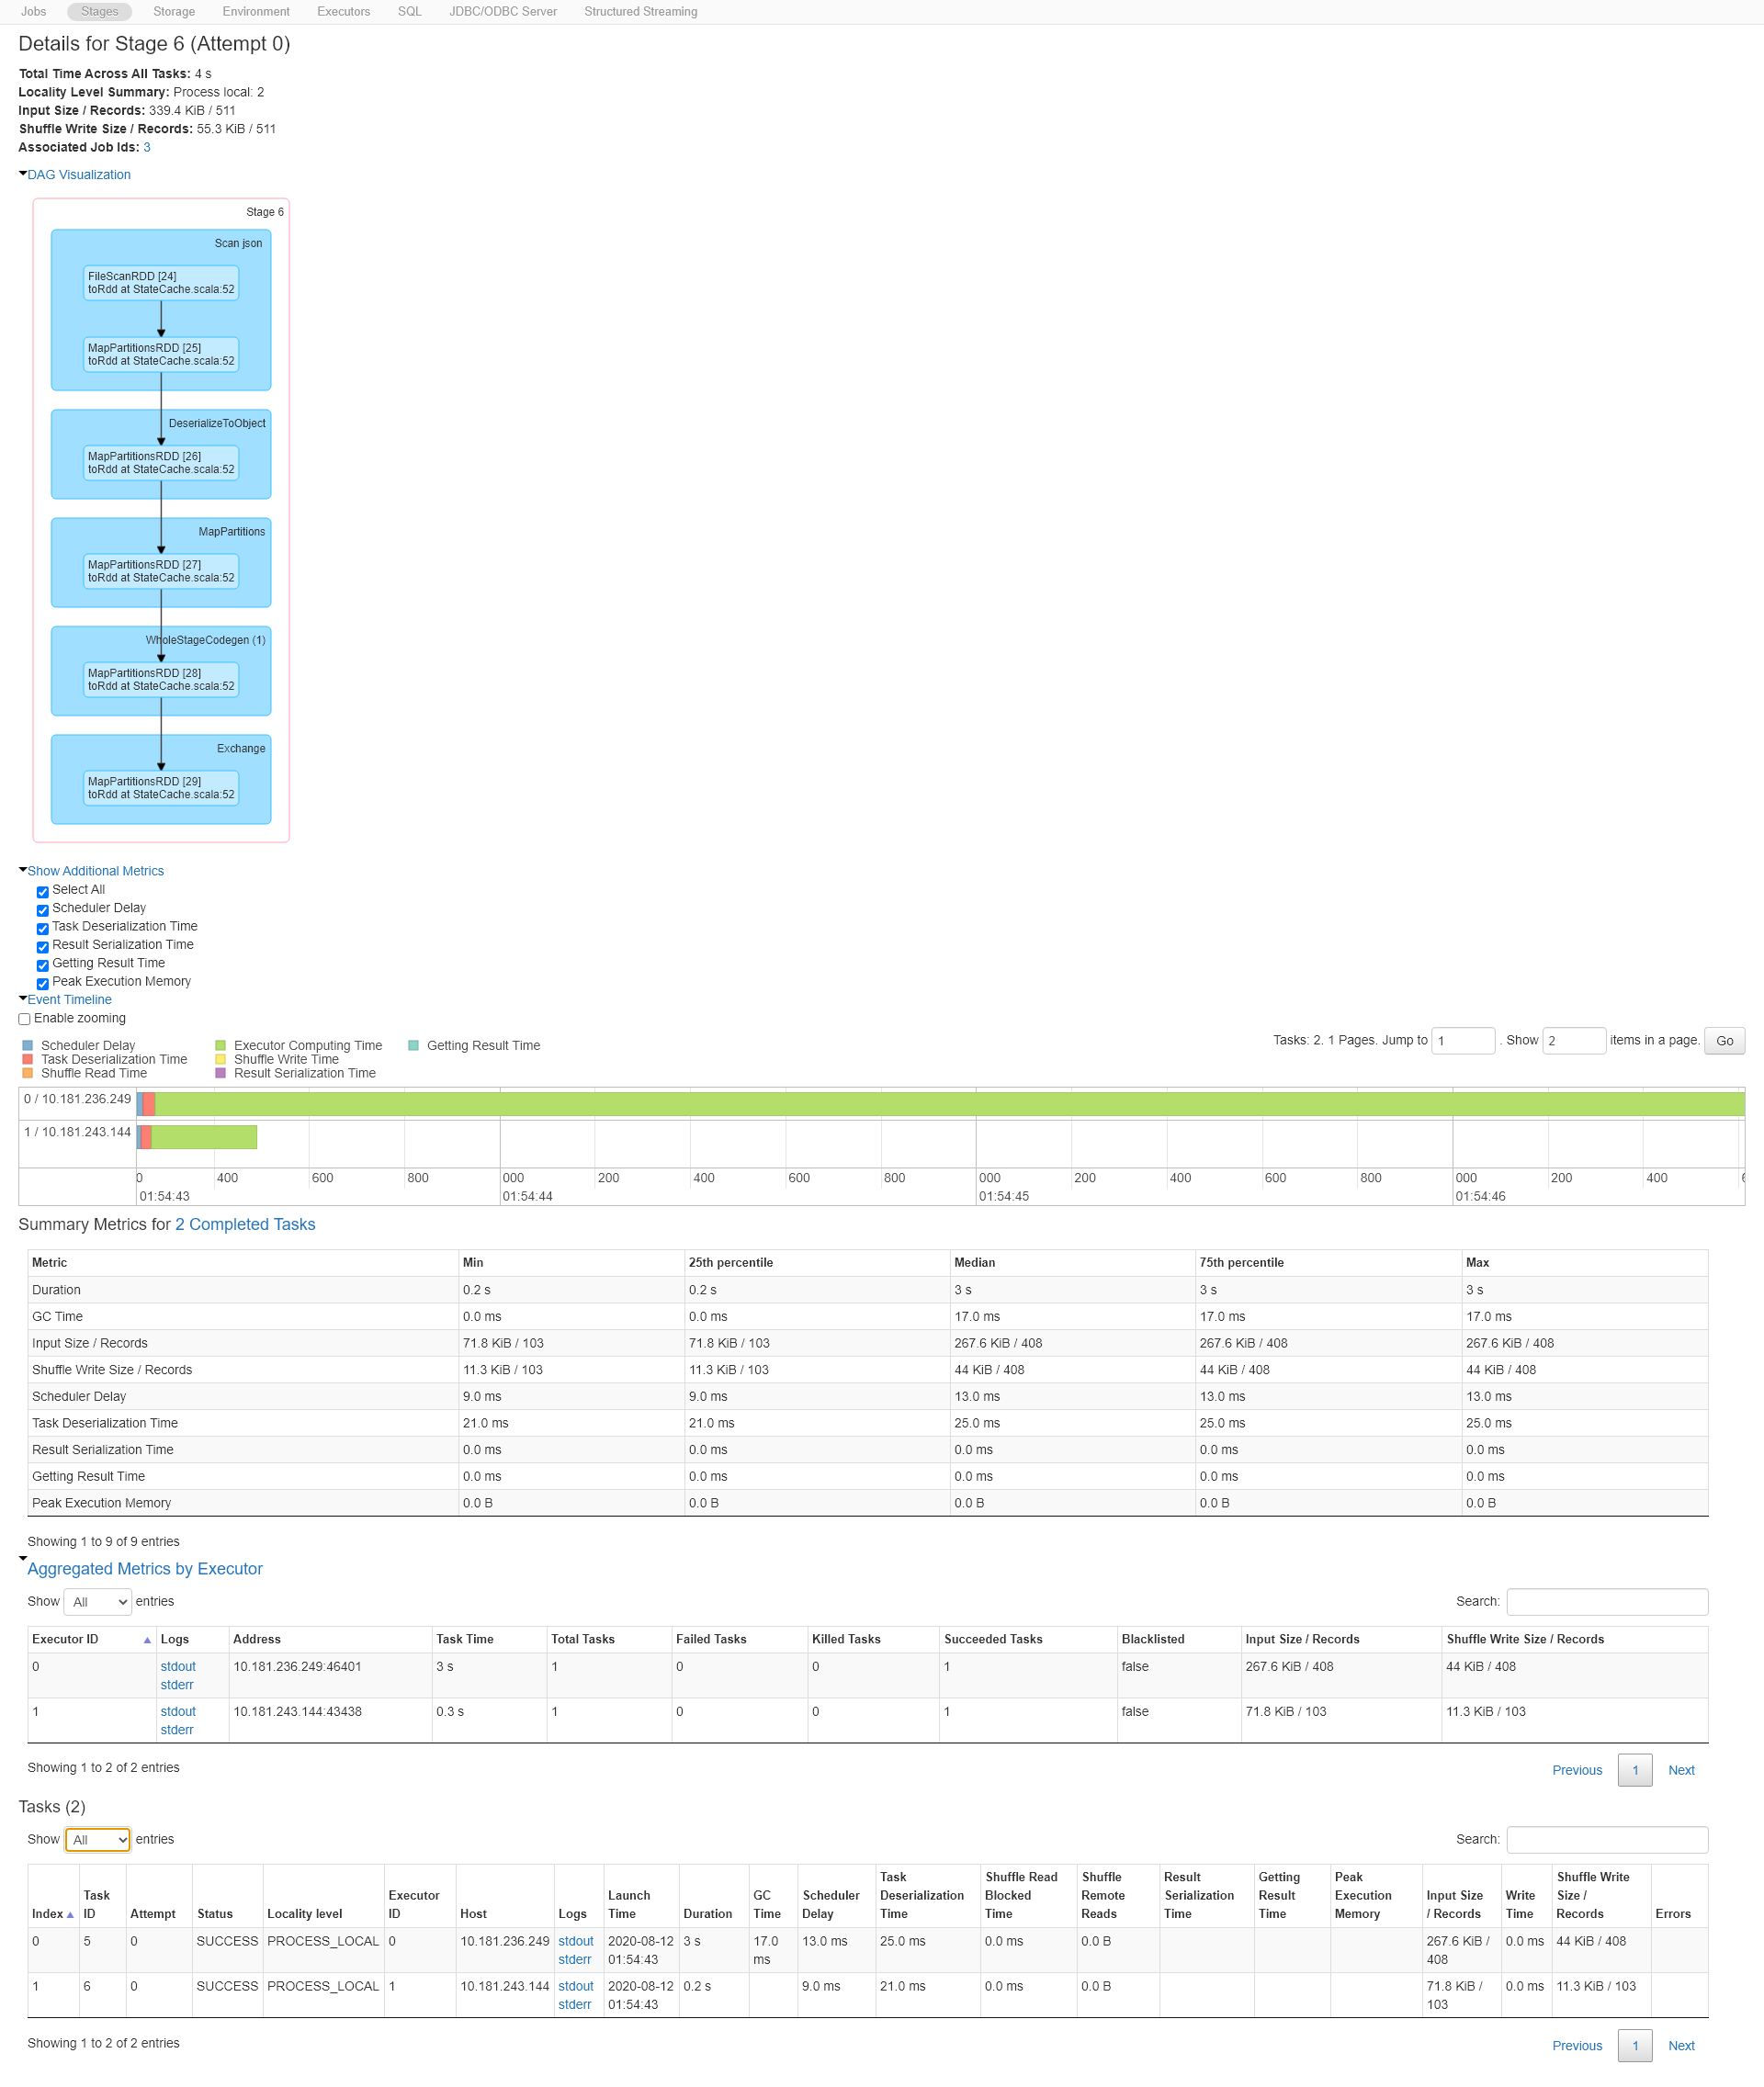 Jobs Stages Storage Environment Executors SQL JDBC/ODBC Server Structured Streaming
Details for Stage 6 (Attempt 0)
Total Time Across All Tasks: 4 s
Locality Level Summary: Process local: 2
Input Size / Records: 339.4 KiB / 511
Shuffle Write Size / Records: 55.3 KiB / 511
Associated Job Ids: 3
DAG Visualization
Stage 6
Scan json
FileScanRDD [24]
toRdd at StateCache.scala:52
MapPartitionsRDD [25]
toRdd at StateCache.scala:52
DeserializeToObject
MapPartitionsRDD [26]
toRdd at StateCache.scala:52
MapPartitions
MapPartitionsRDD [27]
toRdd at StateCache.scala:52
WholeStageCodegen (1)
MapPartitionsRDD [28]
toRdd at StateCache.scala:52
Exchange
MapPartitionsRDD [29]
toRdd at StateCache.scala:52
Show Additional Metrics
Select All
Scheduler Delay
Task Deserialization Time
Result Serialization Time
Getting Result Time
Peak Execution Memory
Event Timeline
Enable zooming
Tasks: 2. 1 Pages. Jump to 1 . Show 2 items in a page. Go
Scheduler Delay Executor Computing Time Getting Result Time
Task Deserialization Time Shuffle Write Time
Shuffle Read Time Result Serialization Time
0 / 10.181.236.249
1 / 10.181.243.144
0 400 600 800 000 200 400 600 800 000 200 400 600 800 000 200 400
01:54:43 01:54:44 01:54:45 01:54:46
Summary Metrics for 2 Completed Tasks
Metric Min 25th percentile Median 75th percentile Max
Duration 0.2 s 0.2 s 3 s 3 s 3 s
GC Time 0.0 ms 0.0 ms 17.0 ms 17.0 ms 17.0 ms
Input Size / Records 71.8 KiB / 103 71.8 KiB / 103 267.6 KiB / 408 267.6 KiB / 408 267.6 KiB / 408
Shuffle Write Size / Records 11.3 KiB / 103 11.3 KiB / 103 44 KiB / 408 44 KiB / 408 44 KiB / 408
Scheduler Delay 9.0 ms 9.0 ms 13.0 ms 13.0 ms 13.0 ms
Task Deserialization Time 21.0 ms 21.0 ms 25.0 ms 25.0 ms 25.0 ms
Result Serialization Time 0.0 ms 0.0 ms 0.0 ms 0.0 ms 0.0 ms
Getting Result Time 0.0 ms 0.0 ms 0.0 ms 0.0 ms 0.0 ms
Peak Execution Memory 0.0 B 0.0 B 0.0 B 0.0 B 0.0 B
Showing 1 to 9 of 9 entries
Aggregated Metrics by Executor
Show All entries Search:
Executor ID Logs Address Task Time Total Tasks Failed Tasks Killed Tasks Succeeded Tasks Blacklisted Input Size / Records Shuffle Write Size / Records
0 stdout 10.181.236.249:46401 3 s 1 0 0 1 false 267.6 KiB / 408 44 KiB / 408
stderr
1 stdout 10.181.243.144:43438 0.3 s 1 0 0 1 false 71.8 KiB / 103 11.3 KiB / 103
stderr
Showing 1 to 2 of 2 entries
Previous 1 Next
Tasks (2)
Show All entries Search:
Task Shuffle Read Shuffle Result Getting Peak Shuffle Write
Task Executor Launch GC Scheduler Deserialization Blocked Remote Serialization Result Execution Input Size Write Size /
Index ID Attempt Status Locality level ID Host Logs Time Duration Time Delay Time Time Reads Time Time Memory / Records Time Records Errors
0 5 0 SUCCESS PROCESS_LOCAL 0 10.181.236.249 stdout 2020-08-12 3 s 17.0 13.0 ms 25.0 ms 0.0 ms 0.0 B 267.6 KiB / 0.0 ms 44 KiB / 408
stderr 01:54:43 ms 408
1 6 0 SUCCESS PROCESS_LOCAL 1 10.181.243.144 stdout 2020-08-12 0.2 s 9.0 ms 21.0 ms 0.0 ms 0.0 B 71.8 KiB / 0.0 ms 11.3 KiB / 103
stderr 01:54:43 103
Showing 1 to 2 of 2 entries
Previous 1 Next